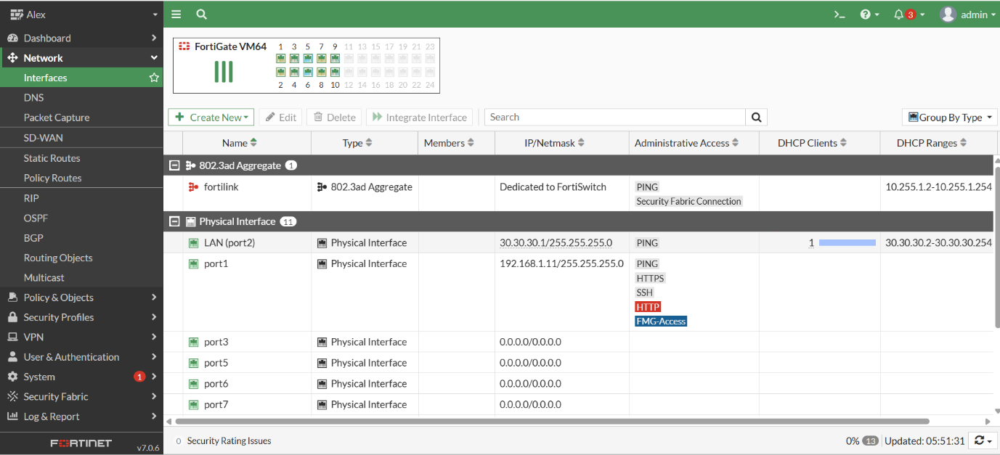 Alex
admin
3
Dashboard
Network
Interfaces
DNS
Packet Capture
SD-WAN
Static Routes
Policy Routes
RIP
OSPF
BGP
Routing Objects
Multicast
Policy & Objects
Security Profiles
VPN
User & Authentication
System 1
Security Fabric
Log & Report
FORTINET v7.0.6
FortiGate VM64
1 3 5 7 9 11 13 15 17 19 21 23
2 4 6 8 10 12 14 16 18 20 22 24
Create New Edit Delete Integrate Interface Search Group By Type
Name Type Members IP/Netmask Administrative Access DHCP Clients DHCP Ranges
802.3ad Aggregate 1
fortilink 802.3ad Aggregate Dedicated to FortiSwitch PING 10.255.1.2-10.255.1.254
Security Fabric Connection
Physical Interface 11
LAN (port2) Physical Interface 30.30.30.1/255.255.255.0 PING 1 30.30.30.2-30.30.30.254
port1 Physical Interface 192.168.1.11/255.255.255.0 PING
HTTPS
SSH
HTTP
FMG-Access
port3 Physical Interface 0.0.0.0/0.0.0.0
port5 Physical Interface 0.0.0.0/0.0.0.0
port6 Physical Interface 0.0.0.0/0.0.0.0
port7 Physical Interface 0.0.0.0/0.0.0.0
0 Security Rating Issues 0% 13 Updated: 05:51:31